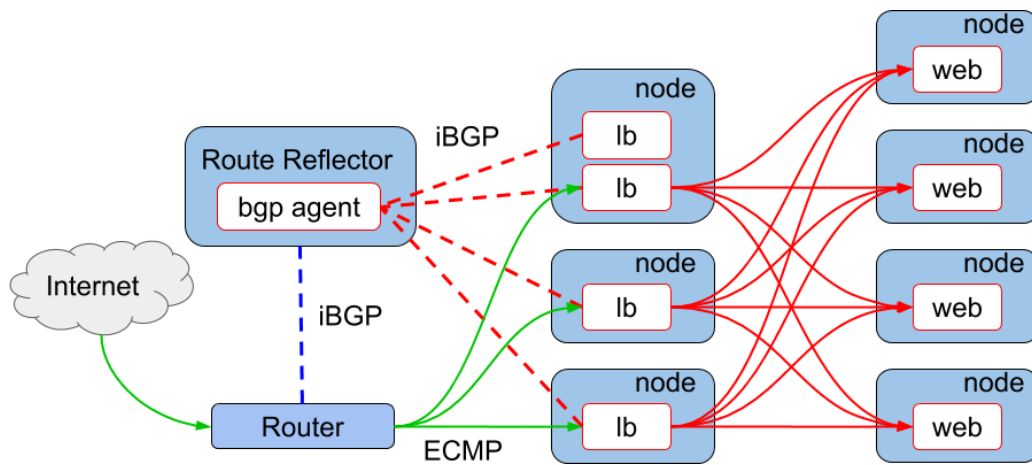 node
web
node
lb
lb
iBGP
Route Reflector
bgp agent
node
web
Internet
iBGP
node
lb
node
web
Router
ECMP
node
lb
node
web